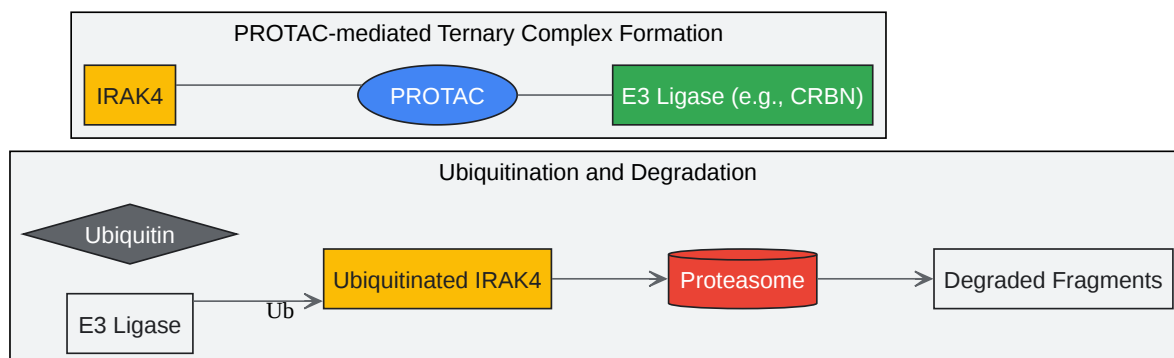 PROTAC-mediated Ternary Complex Formation
IRAK4
PROTAC
E3 Ligase (e.g., CRBN)
Ubiquitination and Degradation
Ubiquitin
Ubiquitinated IRAK4
Proteasome
Degraded Fragments
Ub
E3 Ligase